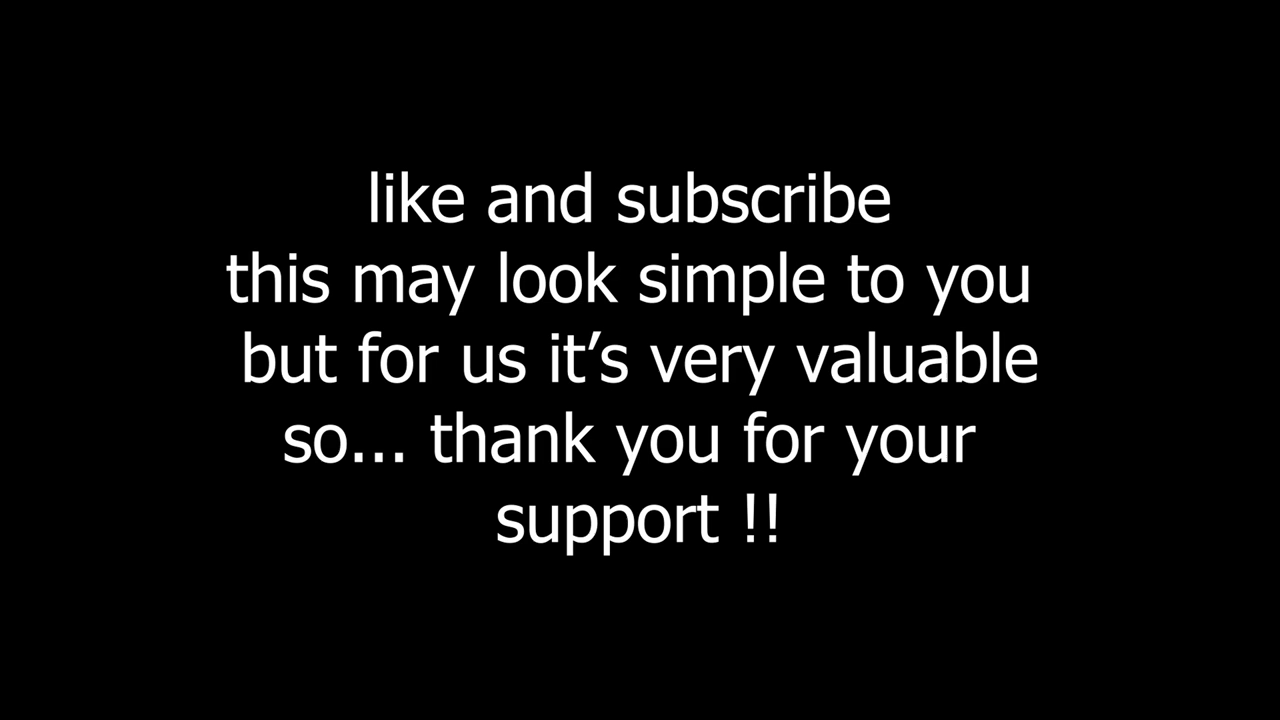 like and subscribe
this may look simple to you
but for us it’s very valuable
so... thank you for your
support !!